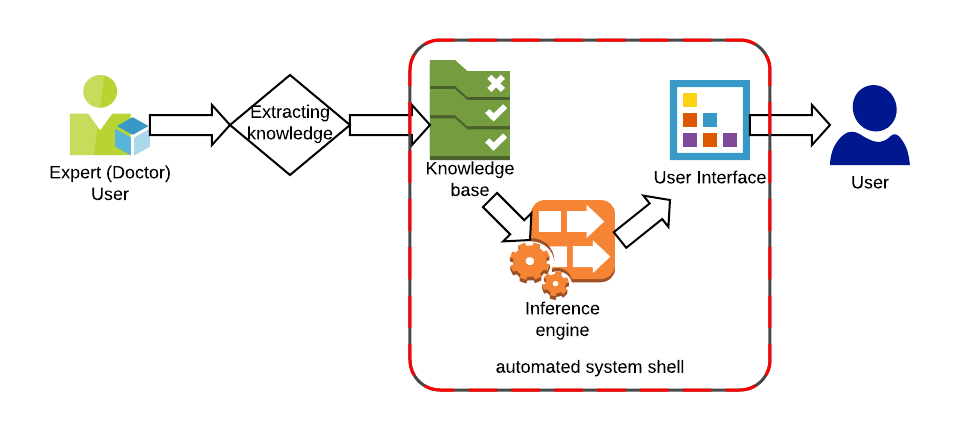 Extracting
knowledge
Expert (Doctor)
User
Knowledge
base
User Interface
User
Inference
engine
automated system shell